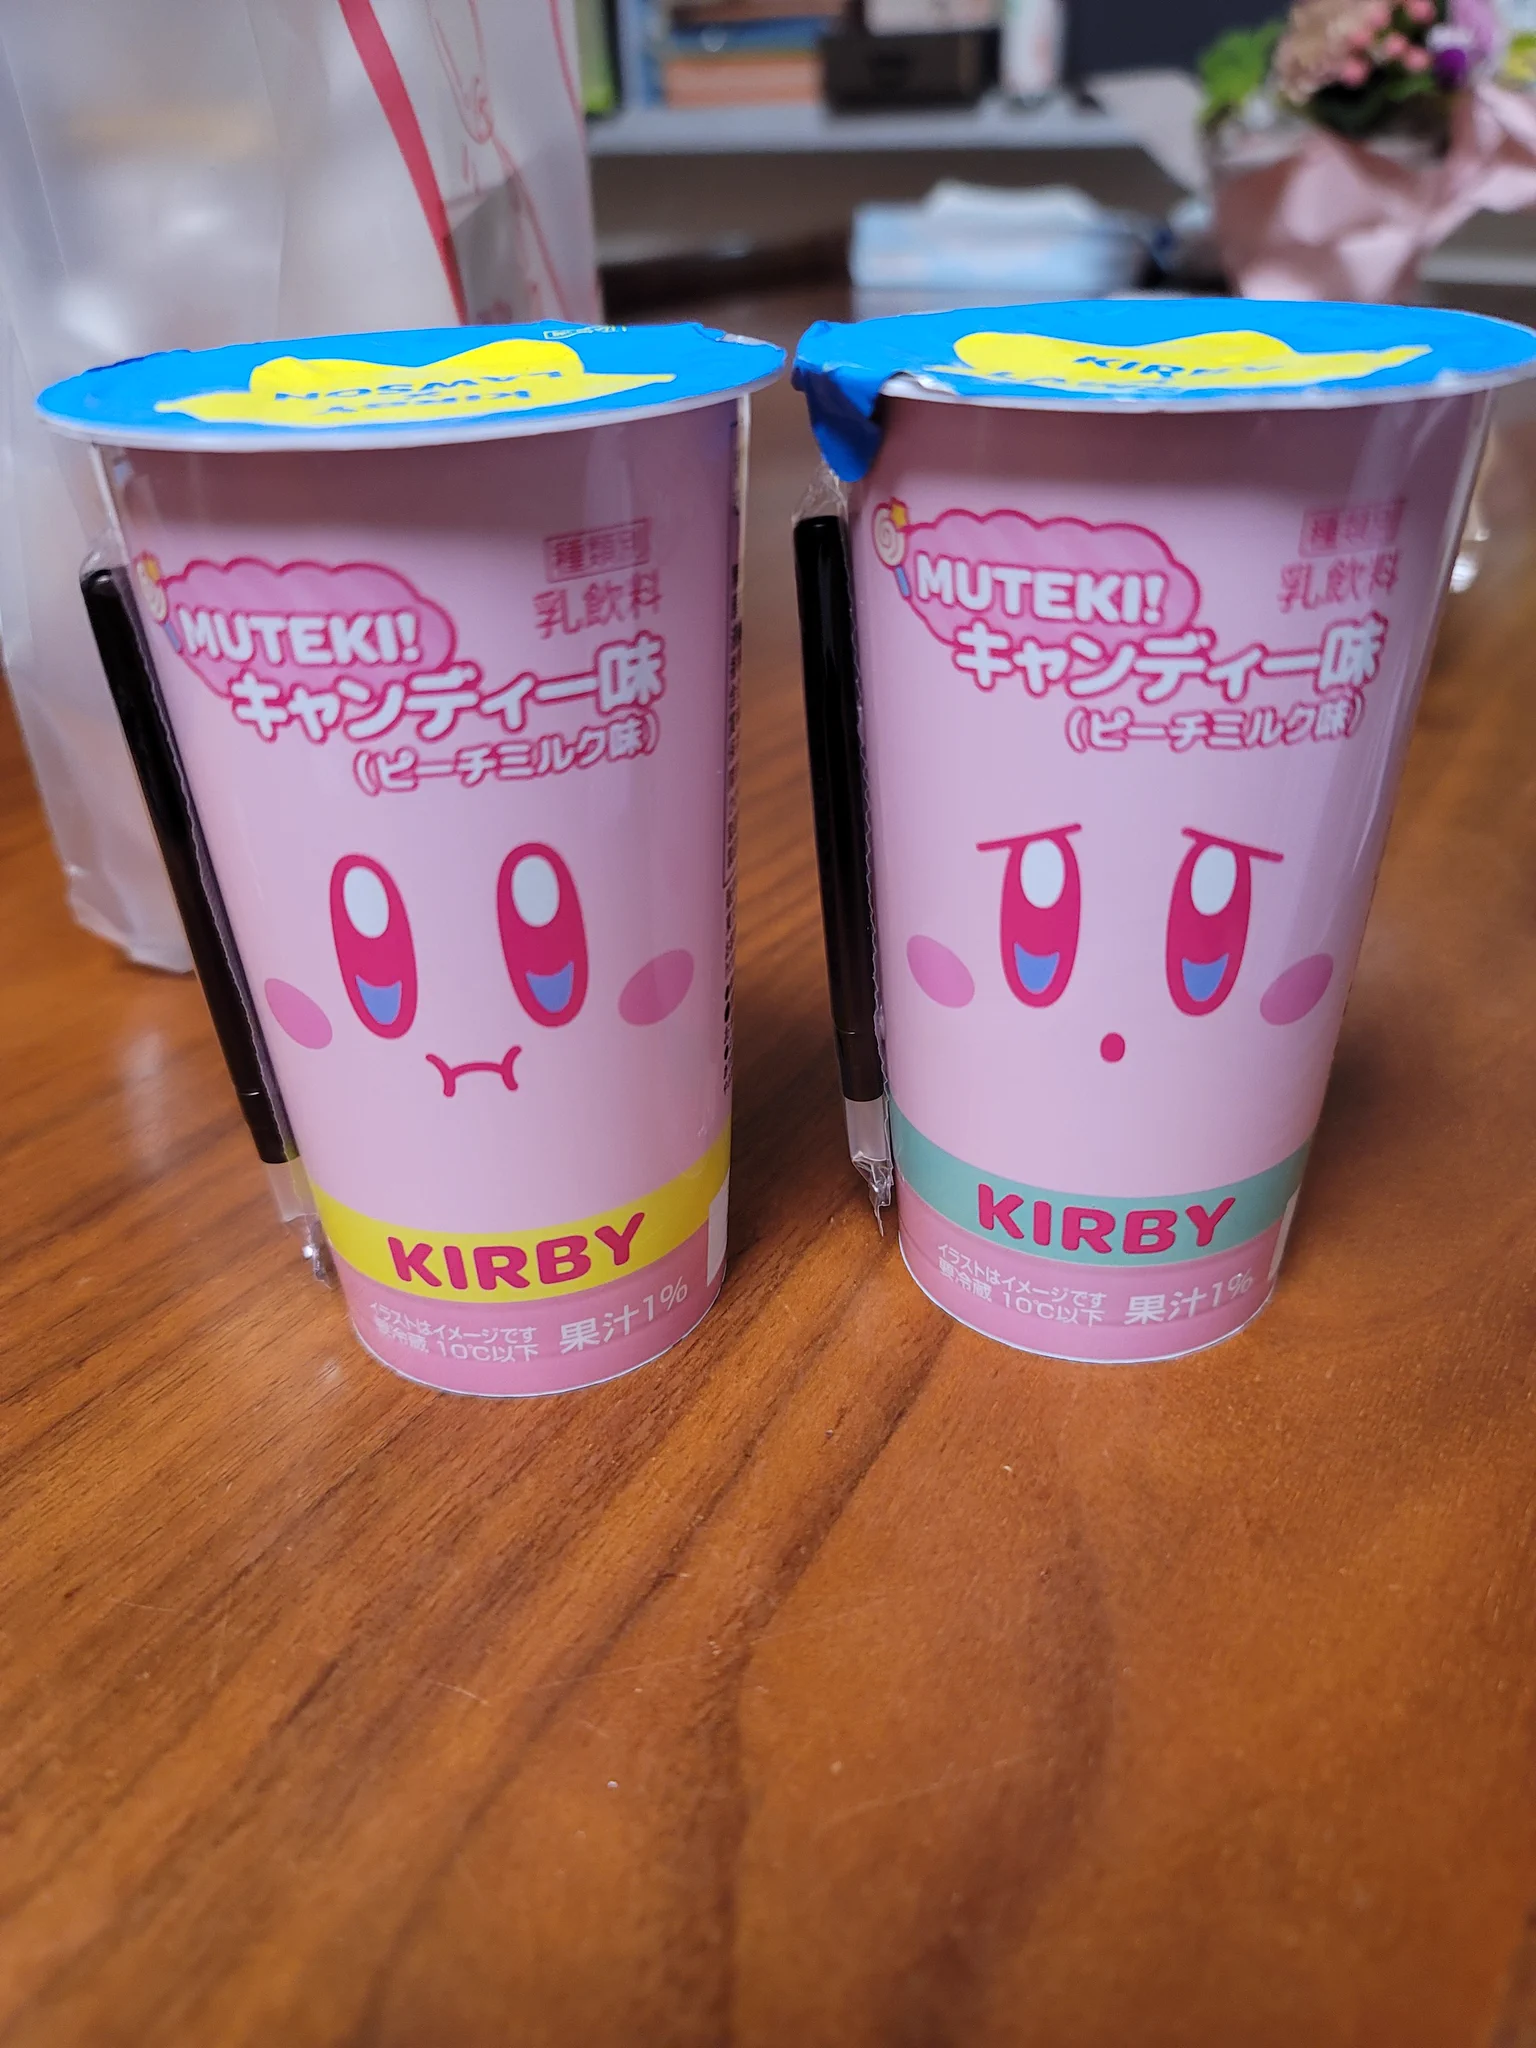 KIRBY
×
LAWSON
種類別
乳飲料
MUTEKI!
キャンディー味
(ピーチミルク味)
KIRBY
イラストはイメージです
要冷蔵 10℃以下
果汁1%
KIRBY
種類別
乳飲料
MUTEKI!
キャンディー味
(ピーチミルク味)
KIRBY
イラストはイメージです
要冷蔵 10℃以下
果汁1%